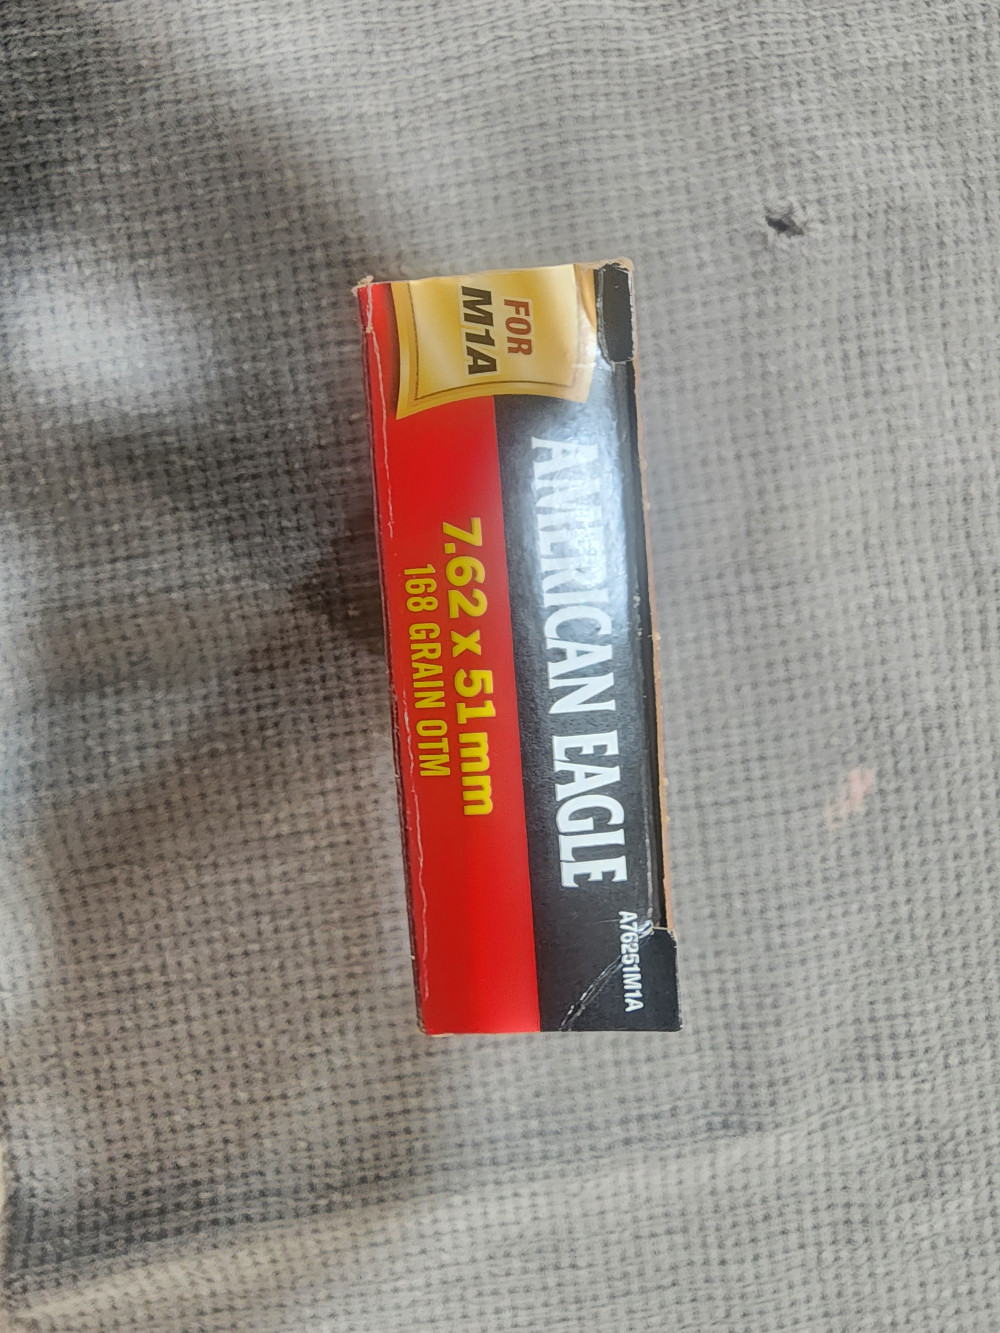 FOR
M1A
AMERICAN EAGLE
A76251M1A
7.62 x 51 mm
168 GRAIN OTM